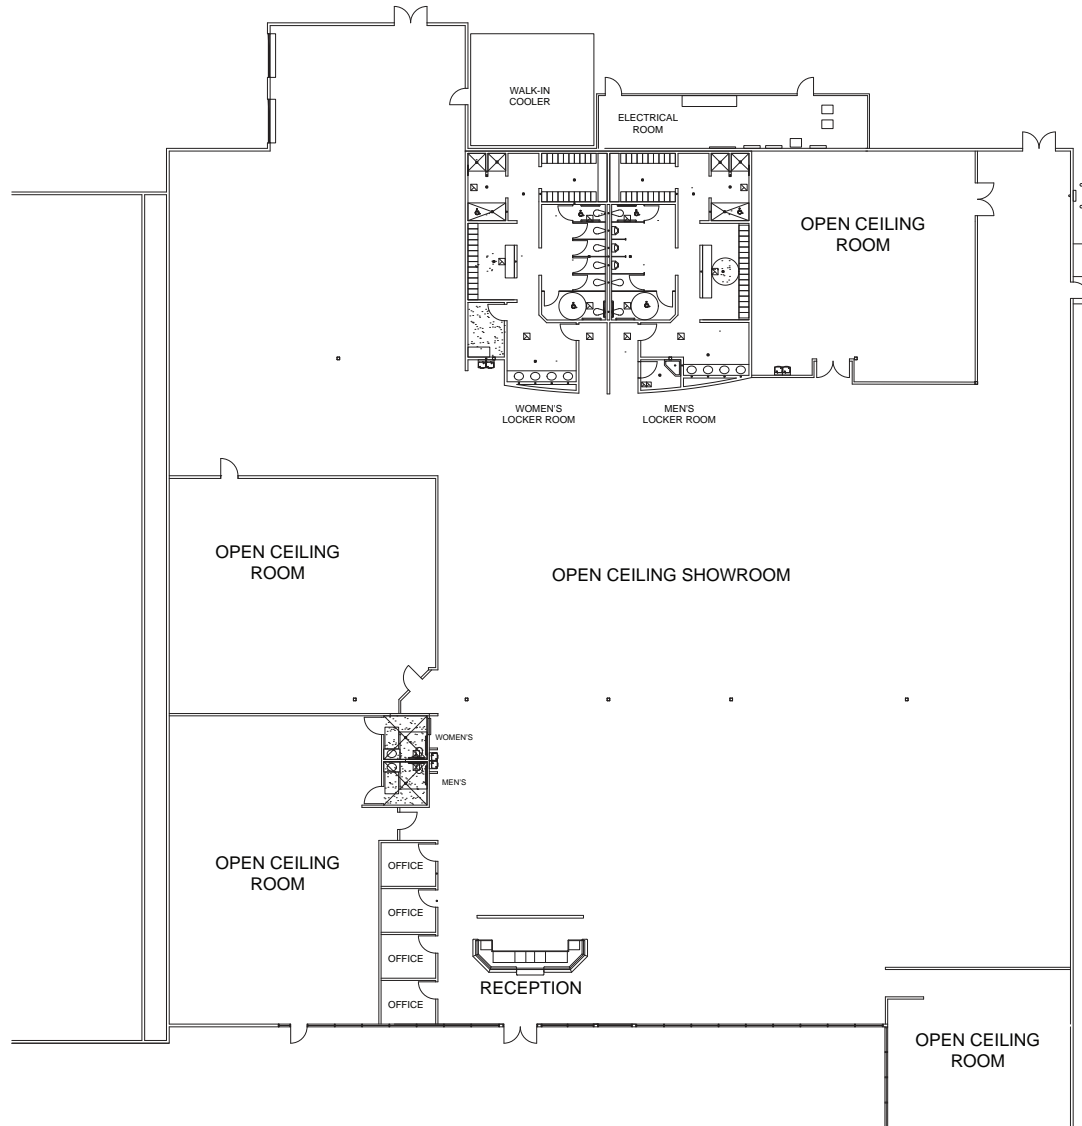 WALK-IN
COOLER
ELECTRICAL
ROOM
OPEN CEILING
ROOM
WOMEN'S
LOCKER ROOM
MEN'S
LOCKER ROOM
OPEN CEILING
ROOM
OPEN CEILING SHOWROOM
WOMEN'S
MEN'S
OPEN CEILING
ROOM
OFFICE
OFFICE
OFFICE
OFFICE
RECEPTION
OPEN CEILING
ROOM